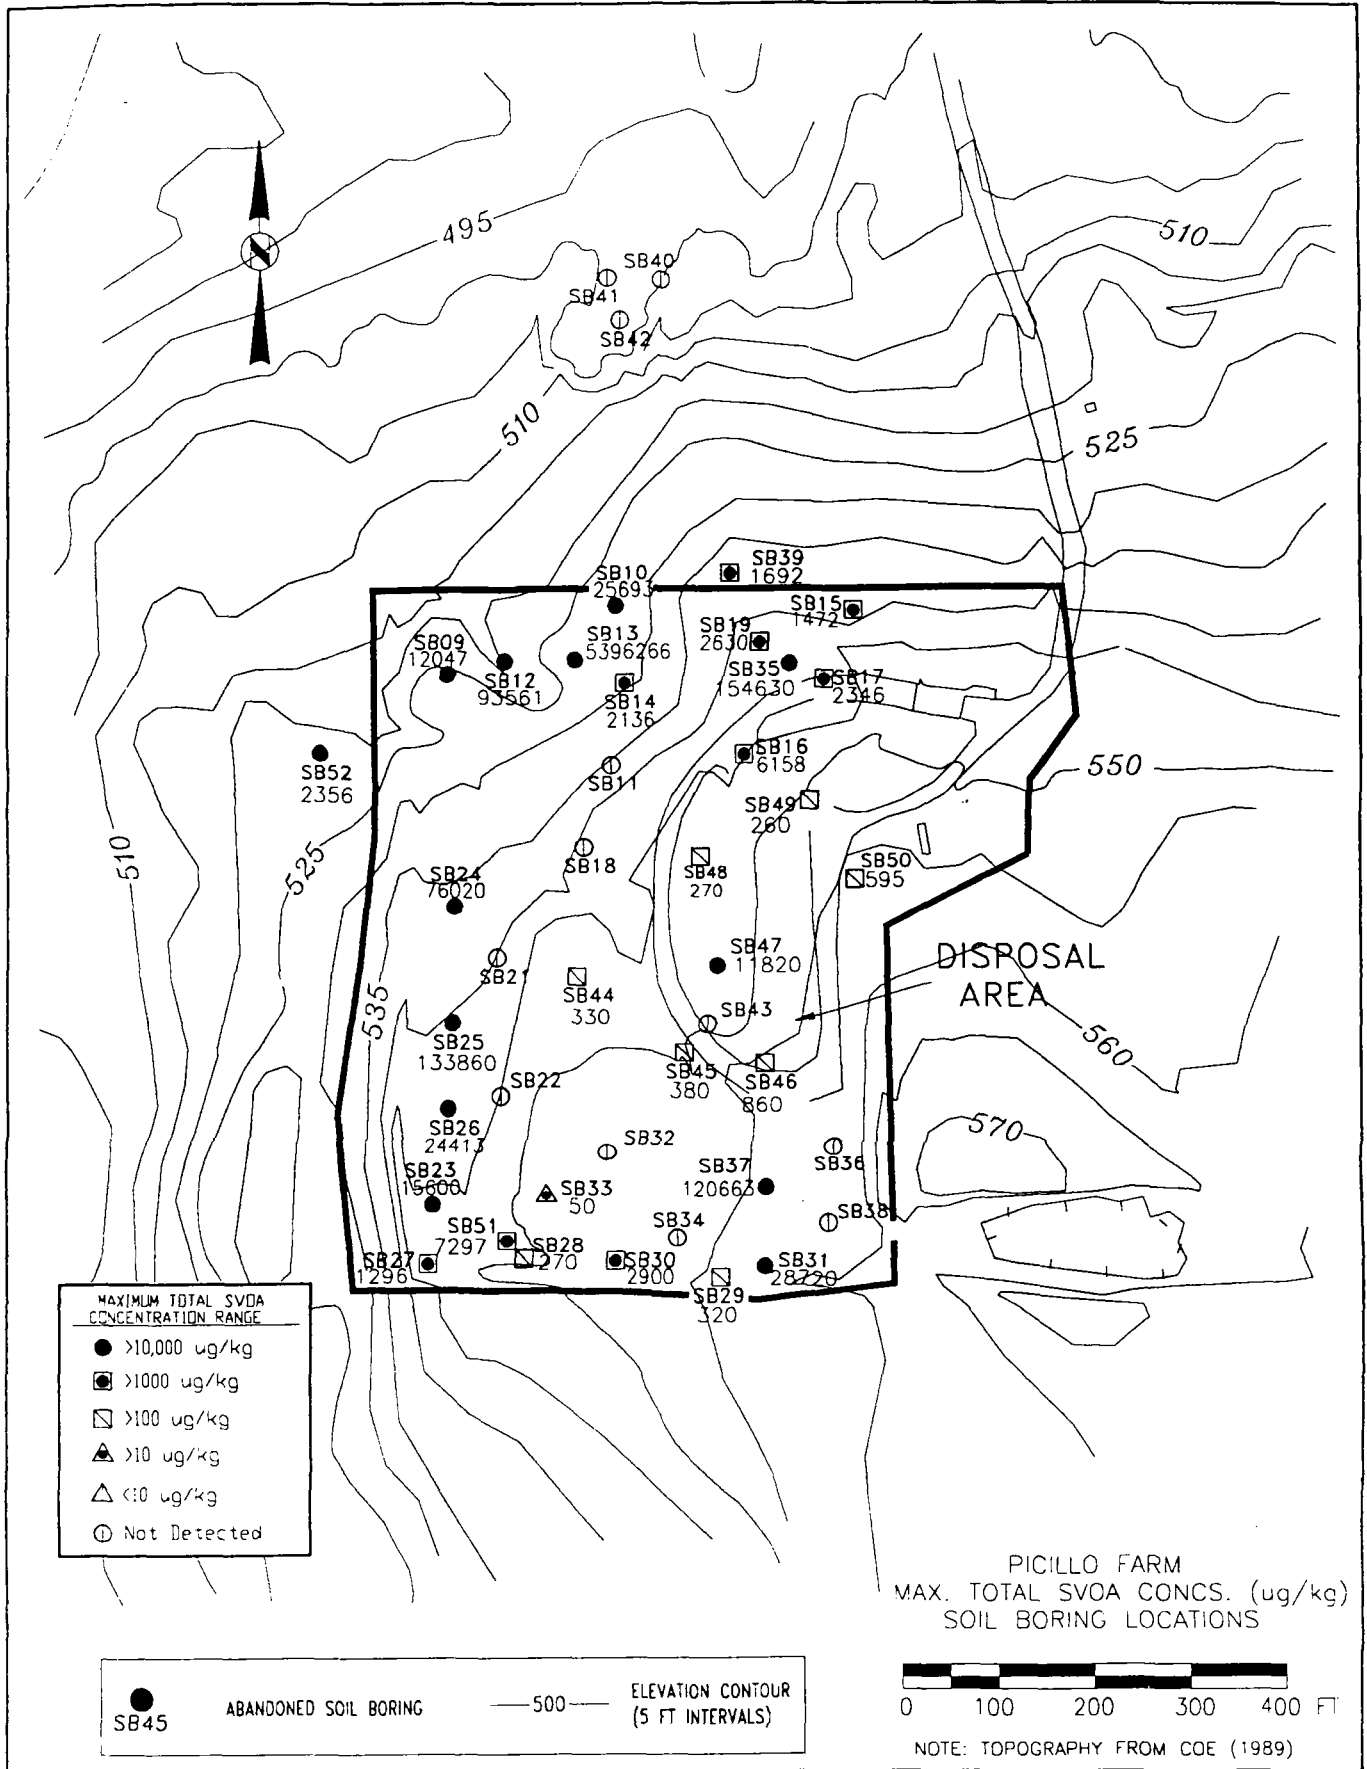 495
510
SB40
SB41
SB42
510
525
SB39
1692
SB10
25693
SB15
1472
SB19
2630
SB13
5396266
SB09
12047
SB12
93561
SB35
154630
SB17
2346
SB14
2136
SB16
6158
550
SB52
2356
SB11
SB49
260
510
525
SB18
SB48
270
SB50
595
SB24
76020
SB47
11820
DISPOSAL
AREA
SB21
SB44
330
535
SB43
560
SB25
133860
SB45
380
SB46
860
SB22
SB26
24413
570
SB32
SB36
SB23
15600
SB37
120663
SB33
50
SB34
SB38
SB51
7297
SB28
270
SB27
1296
SB30
2900
SB31
28720
SB29
320
MAXIMUM TOTAL SVOA
CONCENTRATION RANGE
>10,000 ug/kg
>1000 ug/kg
>100 ug/kg
>10 ug/kg
<10 ug/kg
Not Detected
PICILLO FARM
MAX. TOTAL SVOA CONCS. (ug/kg)
SOIL BORING LOCATIONS
SB45
ABANDONED SOIL BORING
500
ELEVATION CONTOUR
(5 FT INTERVALS)
0 100 200 300 400 FT
NOTE: TOPOGRAPHY FROM COE (1989)